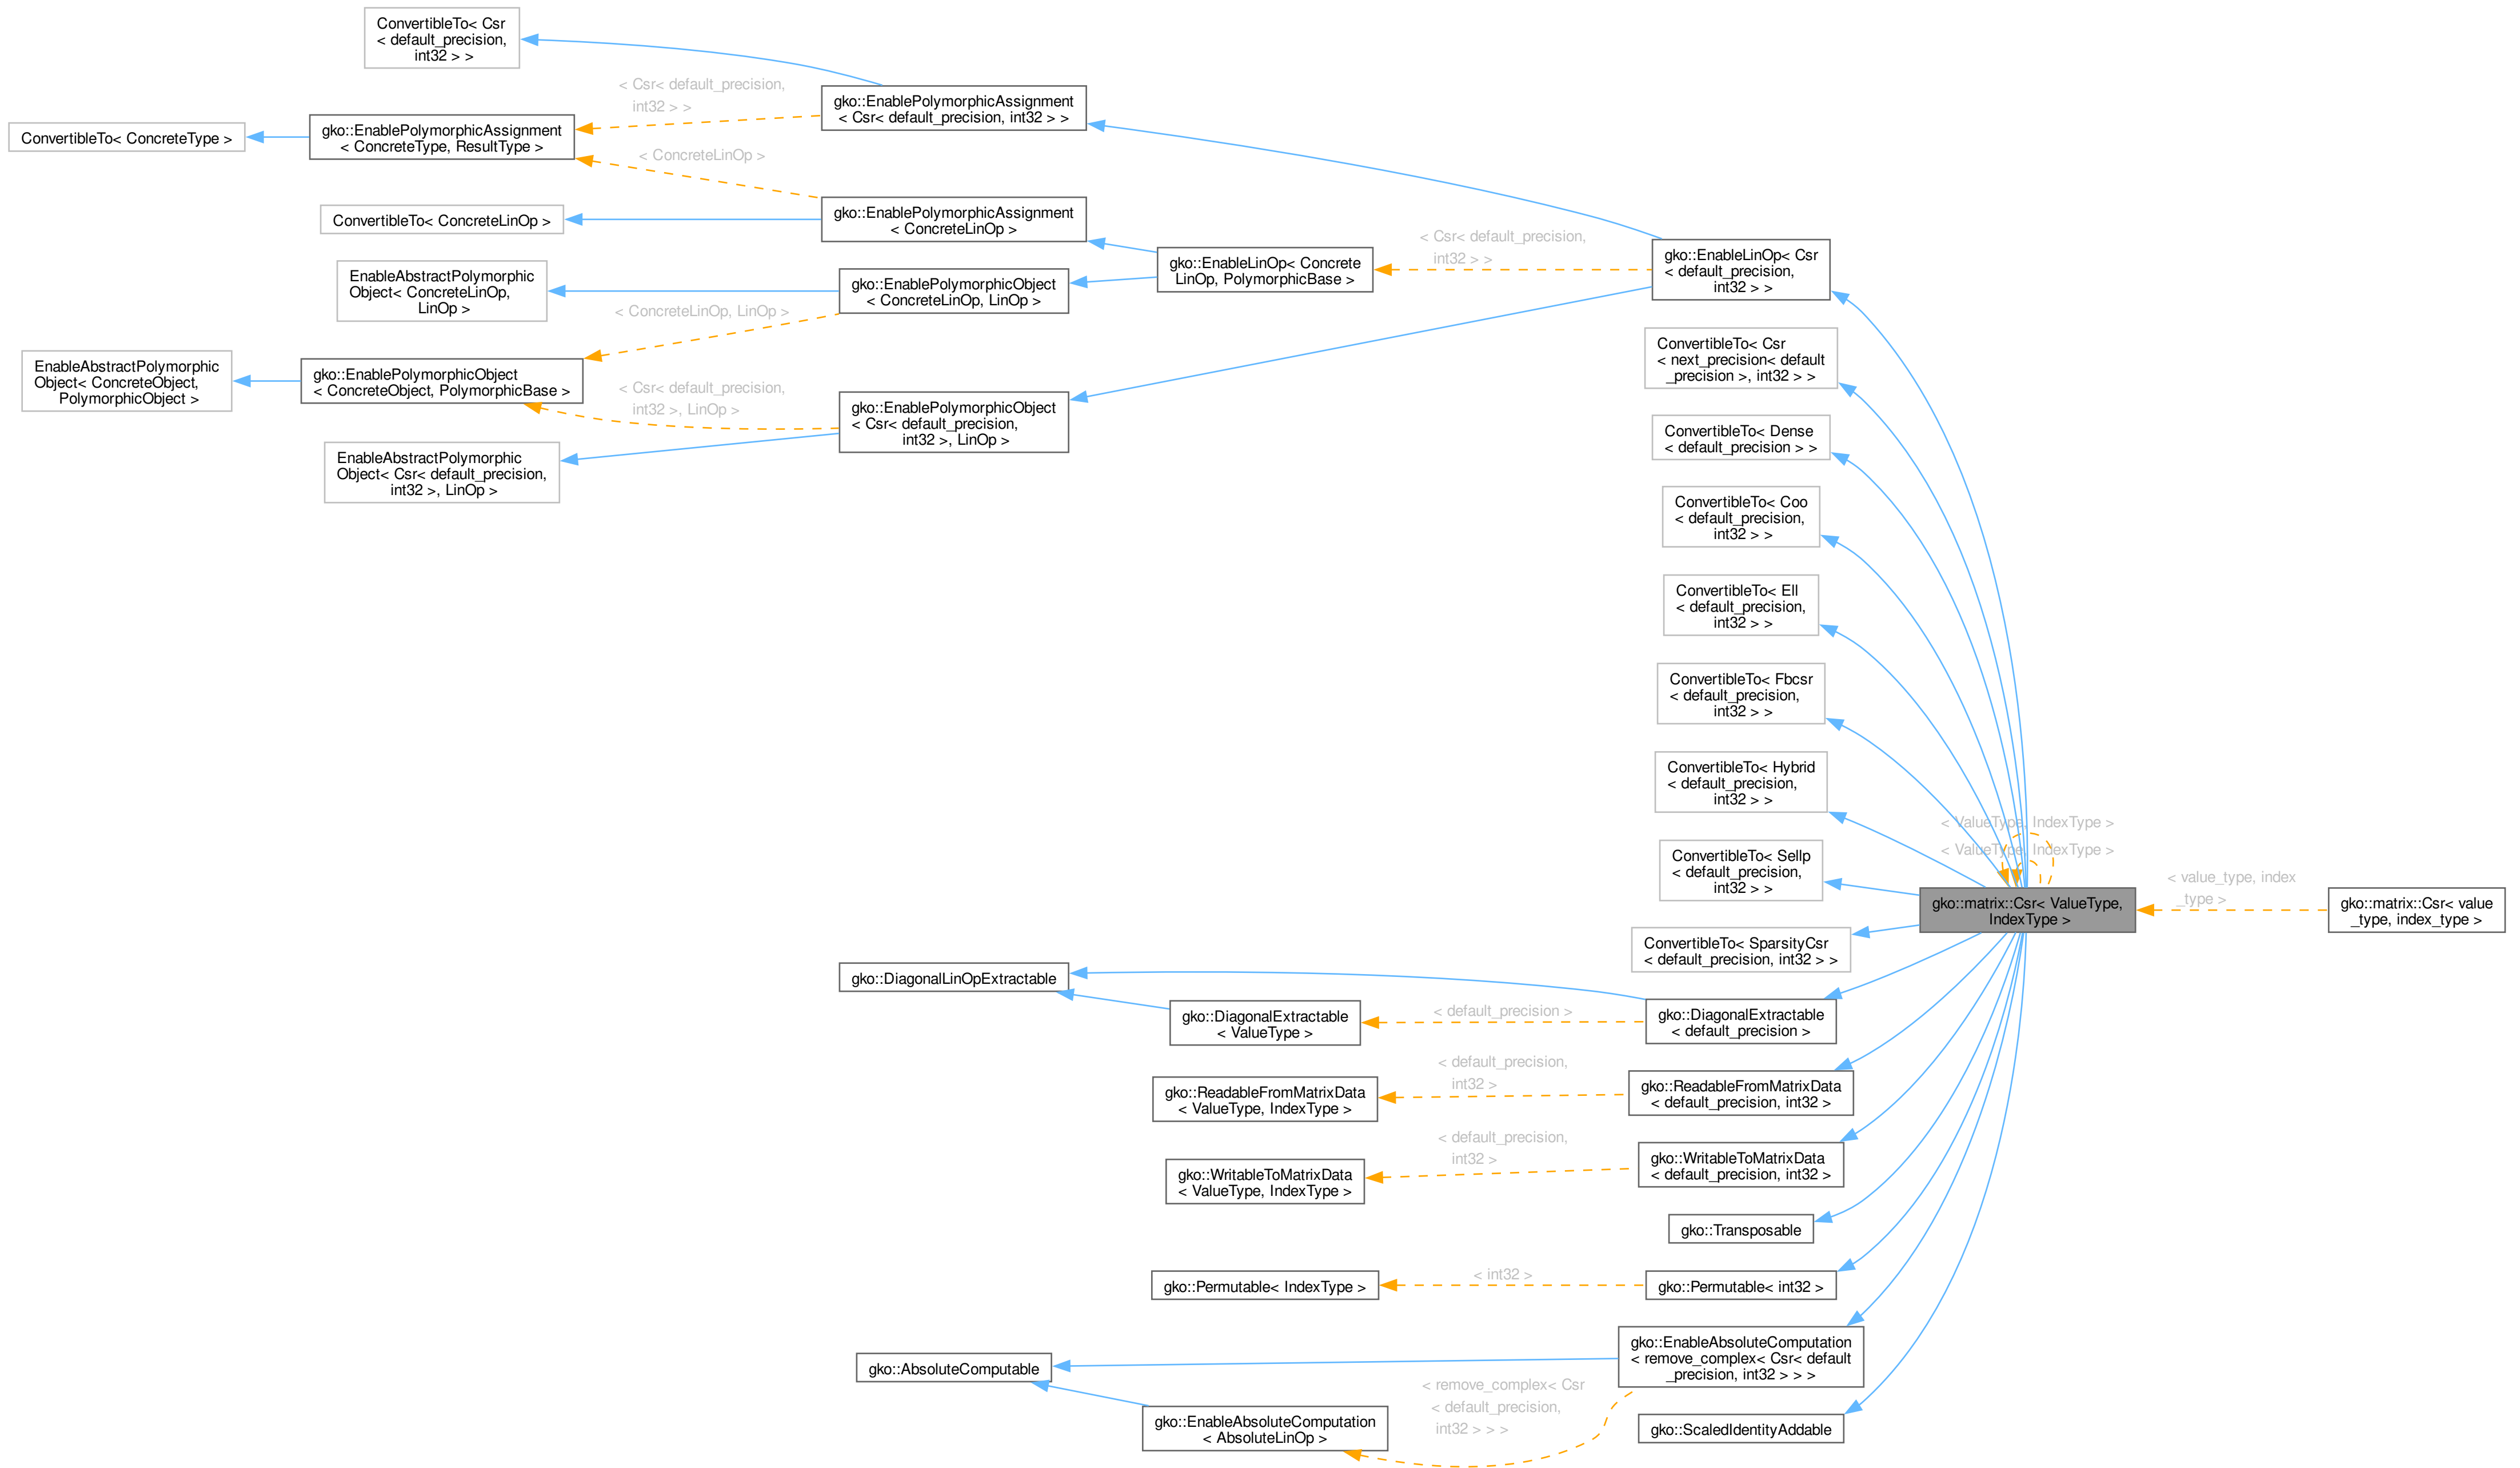 ConvertibleTo< Csr
< default_precision,
int32 > >
< Csr< default_precision,
int32 > >
gko::EnablePolymorphicAssignment
< Csr< default_precision, int32 > >
ConvertibleTo< ConcreteType >
gko::EnablePolymorphicAssignment
< ConcreteType, ResultType >
< ConcreteLinOp >
ConvertibleTo< ConcreteLinOp >
gko::EnablePolymorphicAssignment
< ConcreteLinOp >
EnableAbstractPolymorphic
Object< ConcreteLinOp,
LinOp >
gko::EnablePolymorphicObject
< ConcreteLinOp, LinOp >
gko::EnableLinOp< Concrete
LinOp, PolymorphicBase >
< Csr< default_precision,
int32 > >
gko::EnableLinOp< Csr
< default_precision,
int32 > >
< ConcreteLinOp, LinOp >
EnableAbstractPolymorphic
Object< ConcreteObject,
PolymorphicObject >
gko::EnablePolymorphicObject
< ConcreteObject, PolymorphicBase >
< Csr< default_precision,
int32 >, LinOp >
gko::EnablePolymorphicObject
< Csr< default_precision,
int32 >, LinOp >
EnableAbstractPolymorphic
Object< Csr< default_precision,
int32 >, LinOp >
ConvertibleTo< Csr
< next_precision< default
_precision >, int32 > >
ConvertibleTo< Dense
< default_precision > >
ConvertibleTo< Coo
< default_precision,
int32 > >
ConvertibleTo< Ell
< default_precision,
int32 > >
ConvertibleTo< Fbcsr
< default_precision,
int32 > >
ConvertibleTo< Hybrid
< default_precision,
int32 > >
ConvertibleTo< Sellp
< default_precision,
int32 > >
ConvertibleTo< SparsityCsr
< default_precision, int32 > >
< ValueType, IndexType >
< ValueType, IndexType >
gko::matrix::Csr< ValueType,
IndexType >
< value_type, index
_type >
gko::matrix::Csr< value
_type, index_type >
gko::DiagonalLinOpExtractable
gko::DiagonalExtractable
< ValueType >
< default_precision >
gko::DiagonalExtractable
< default_precision >
gko::ReadableFromMatrixData
< ValueType, IndexType >
< default_precision,
int32 >
gko::ReadableFromMatrixData
< default_precision, int32 >
gko::WritableToMatrixData
< ValueType, IndexType >
< default_precision,
int32 >
gko::WritableToMatrixData
< default_precision, int32 >
gko::Transposable
gko::Permutable< IndexType >
< int32 >
gko::Permutable< int32 >
gko::AbsoluteComputable
gko::EnableAbsoluteComputation
< AbsoluteLinOp >
< remove_complex< Csr
< default_precision,
int32 > > >
gko::EnableAbsoluteComputation
< remove_complex< Csr< default
_precision, int32 > > >
gko::ScaledIdentityAddable